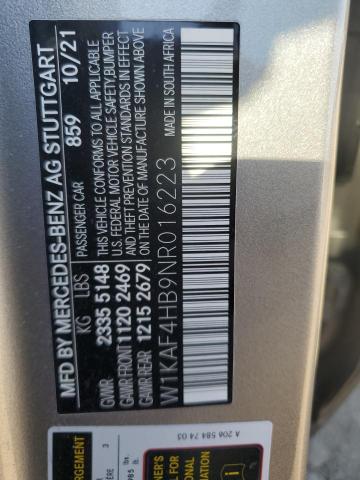 MFD BY MERCEDES-BENZ AG STUTTGART
KG LBS PASSENGER CAR 859 10/21
GVWR 2335 5148 THIS VEHICLE CONFORMS TO ALL APPLICABLE
GAWR FRONT 1120 2469 U.S. FEDERAL MOTOR VEHICLE SAFETY, BUMPER
GAWR REAR 1215 2679 AND THEFT PREVENTION STANDARDS IN EFFECT
ON THE DATE OF MANUFACTURE SHOWN ABOVE
W1KAF4HB9NR016223 MADE IN SOUTH AFRICA
A 206 584 74 03